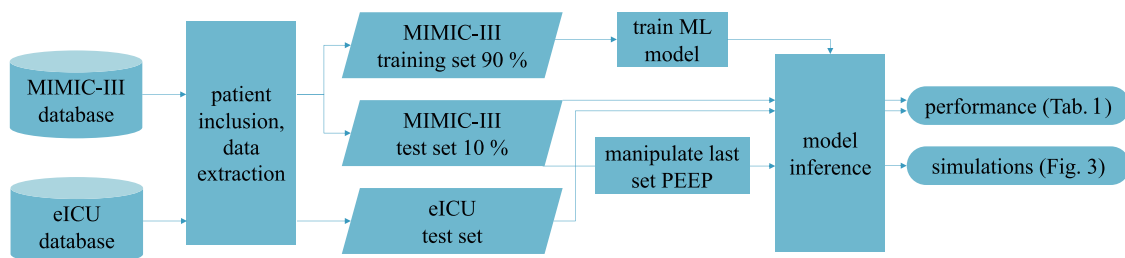 MIMIC-III
database
eICU
database
patient
inclusion,
data
extraction
MIMIC-III
training set 90 %
MIMIC-III
test set 10 %
eICU
test set
train ML
model
manipulate last
set PEEP
model
inference
performance (Tab. 1)
simulations (Fig. 3)